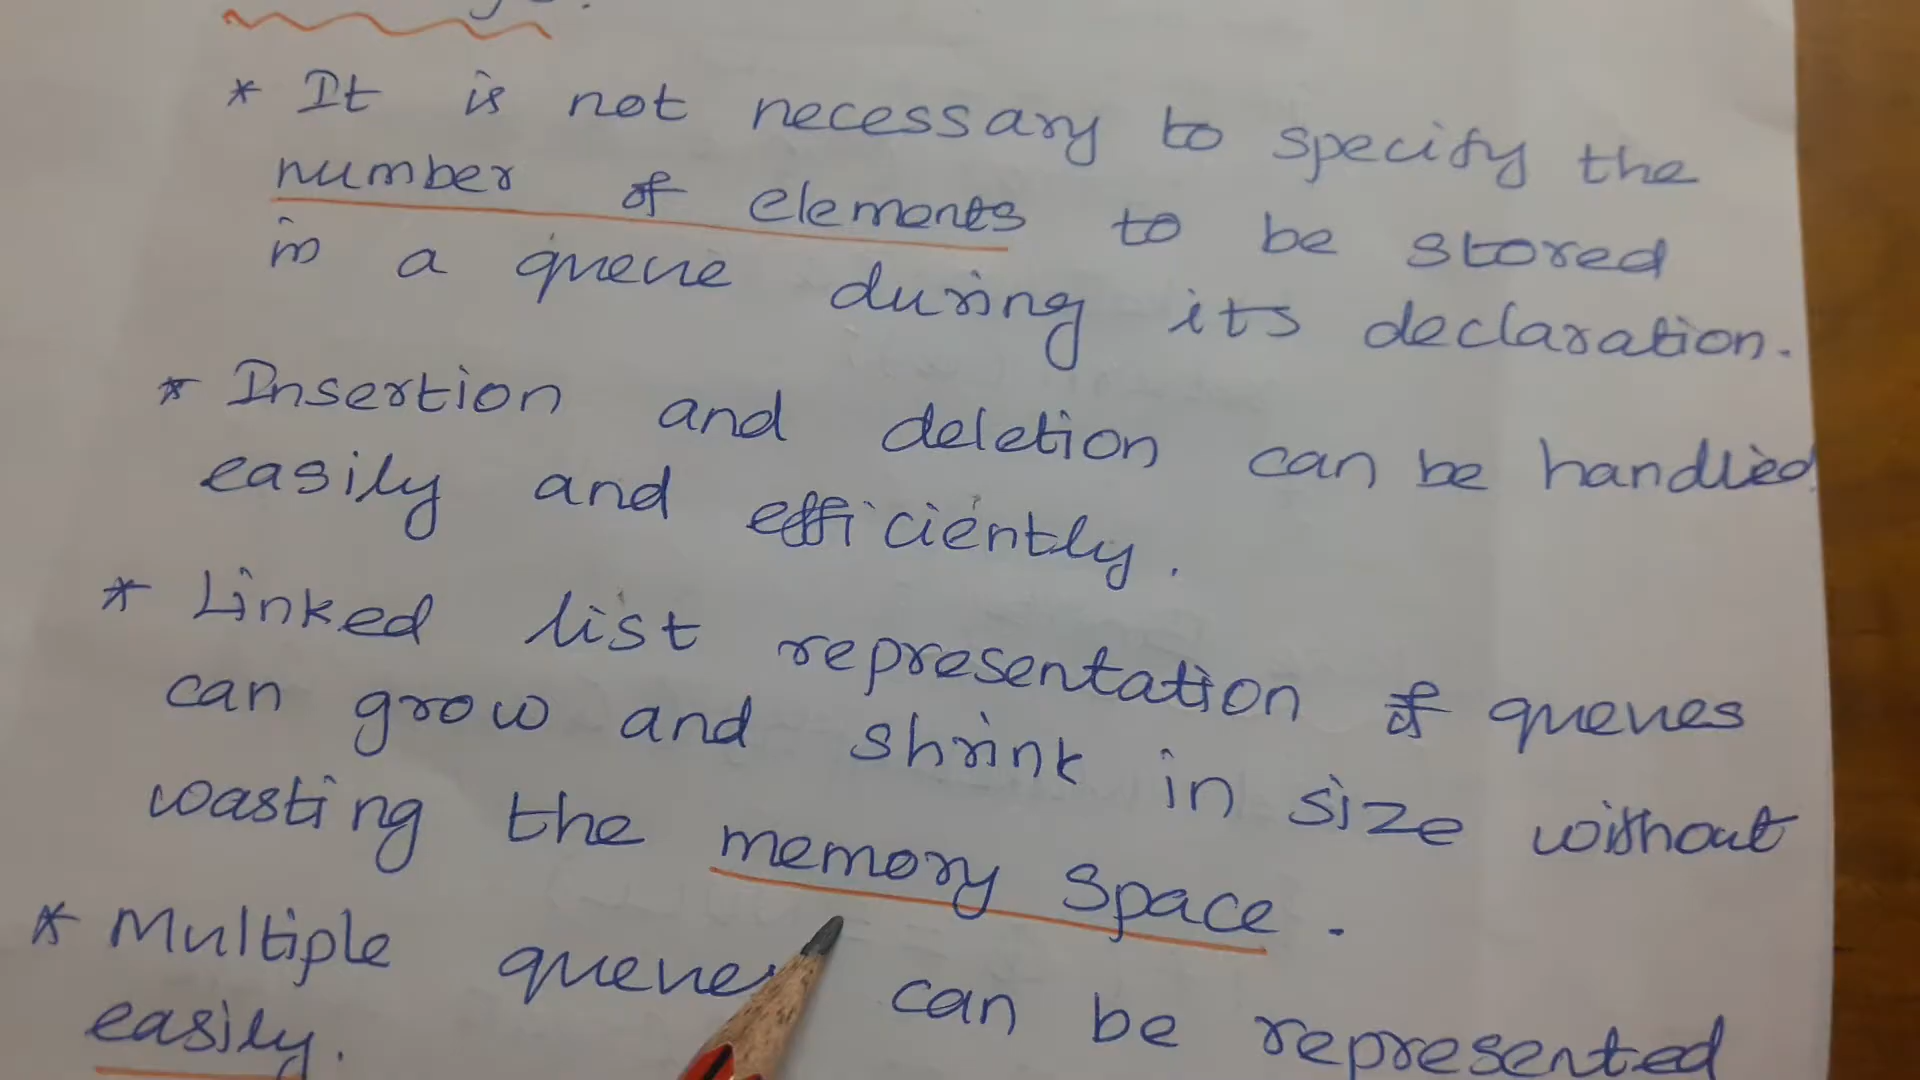 * It is not necessary to specify the
number of elements to be stored
in a queue during its declaration.
* Insertion and deletion can be handled
easily and efficiently.
* Linked list representation of queues
can grow and shrink in size without
wasting the memory space.
* Multiple queues can be represented
easily.